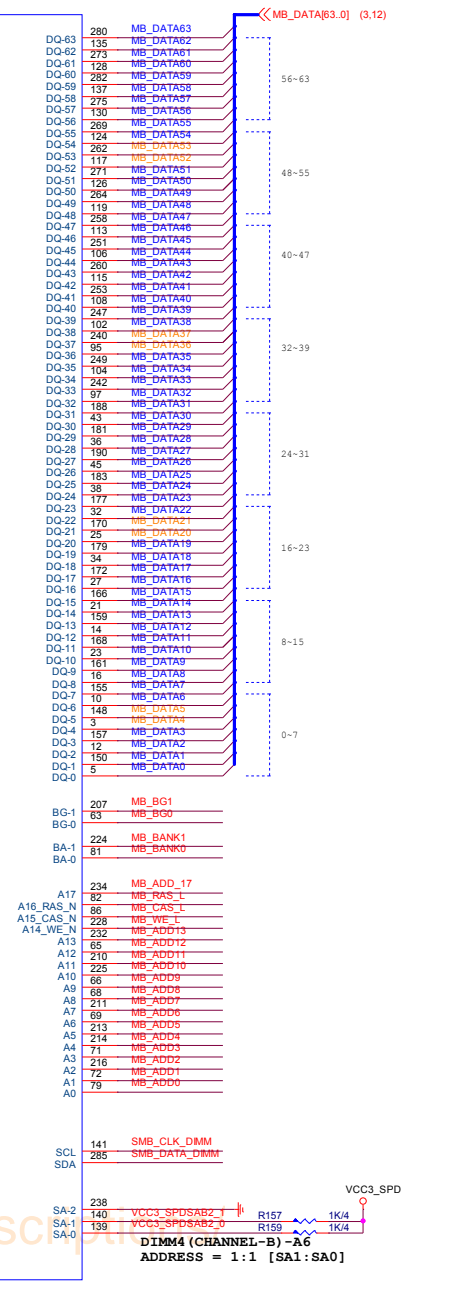 MB_DATA[63..0] (3,12)
DQ-63 280 MB_DATA63
DQ-62 135 MB_DATA62
DQ-61 273 MB_DATA61
DQ-60 128 MB_DATA60
DQ-59 282 MB_DATA59
DQ-58 137 MB_DATA58
DQ-57 275 MB_DATA57
DQ-56 130 MB_DATA56
56~63
DQ-55 269 MB_DATA55
DQ-54 124 MB_DATA54
DQ-53 262 MB_DATA53
DQ-52 117 MB_DATA52
DQ-51 271 MB_DATA51
DQ-50 126 MB_DATA50
DQ-49 264 MB_DATA49
DQ-48 119 MB_DATA48
48~55
DQ-47 258 MB_DATA47
DQ-46 113 MB_DATA46
DQ-45 251 MB_DATA45
DQ-44 106 MB_DATA44
DQ-43 260 MB_DATA43
DQ-42 115 MB_DATA42
DQ-41 253 MB_DATA41
DQ-40 108 MB_DATA40
40~47
DQ-39 247 MB_DATA39
DQ-38 102 MB_DATA38
DQ-37 240 MB_DATA37
DQ-36 95 MB_DATA36
DQ-35 249 MB_DATA35
DQ-34 104 MB_DATA34
DQ-33 242 MB_DATA33
DQ-32 97 MB_DATA32
32~39
DQ-31 188 MB_DATA31
DQ-30 43 MB_DATA30
DQ-29 181 MB_DATA29
DQ-28 36 MB_DATA28
DQ-27 190 MB_DATA27
DQ-26 45 MB_DATA26
DQ-25 183 MB_DATA25
DQ-24 38 MB_DATA24
24~31
DQ-23 177 MB_DATA23
DQ-22 32 MB_DATA22
DQ-21 170 MB_DATA21
DQ-20 25 MB_DATA20
DQ-19 179 MB_DATA19
DQ-18 34 MB_DATA18
DQ-17 172 MB_DATA17
DQ-16 27 MB_DATA16
16~23
DQ-15 166 MB_DATA15
DQ-14 21 MB_DATA14
DQ-13 159 MB_DATA13
DQ-12 14 MB_DATA12
DQ-11 168 MB_DATA11
DQ-10 23 MB_DATA10
DQ-9 161 MB_DATA9
DQ-8 16 MB_DATA8
8~15
DQ-7 155 MB_DATA7
DQ-6 10 MB_DATA6
DQ-5 148 MB_DATA5
DQ-4 3 MB_DATA4
DQ-3 157 MB_DATA3
DQ-2 12 MB_DATA2
DQ-1 150 MB_DATA1
DQ-0 5 MB_DATA0
0~7
BG-1 207 MB_BG1
BG-0 63 MB_BG0
BA-1 224 MB_BANK1
BA-0 81 MB_BANK0
A17 234 MB_ADD_17
A16_RAS_N 82 MB_RAS_L
A15_CAS_N 86 MB_CAS_L
A14_WE_N 228 MB_WE_L
A13 232 MB_ADD13
A12 65 MB_ADD12
A11 210 MB_ADD11
A10 225 MB_ADD10
A9 66 MB_ADD9
A8 68 MB_ADD8
A7 211 MB_ADD7
A6 69 MB_ADD6
A5 213 MB_ADD5
A4 214 MB_ADD4
A3 71 MB_ADD3
A2 216 MB_ADD2
A1 72 MB_ADD1
A0 79 MB_ADD0
SCL 141 SMB_CLK_DIMM
SDA 285 SMB_DATA_DIMM
VCC3_SPD
SA-2 238
SA-1 140 VCC3_SPDSAB2_1 R157 1K/4
SA-0 139 VCC3_SPDSAB2_0 R159 1K/4
DIMM4(CHANNEL-B)-A6
ADDRESS = 1:1 [SA1:SA0]